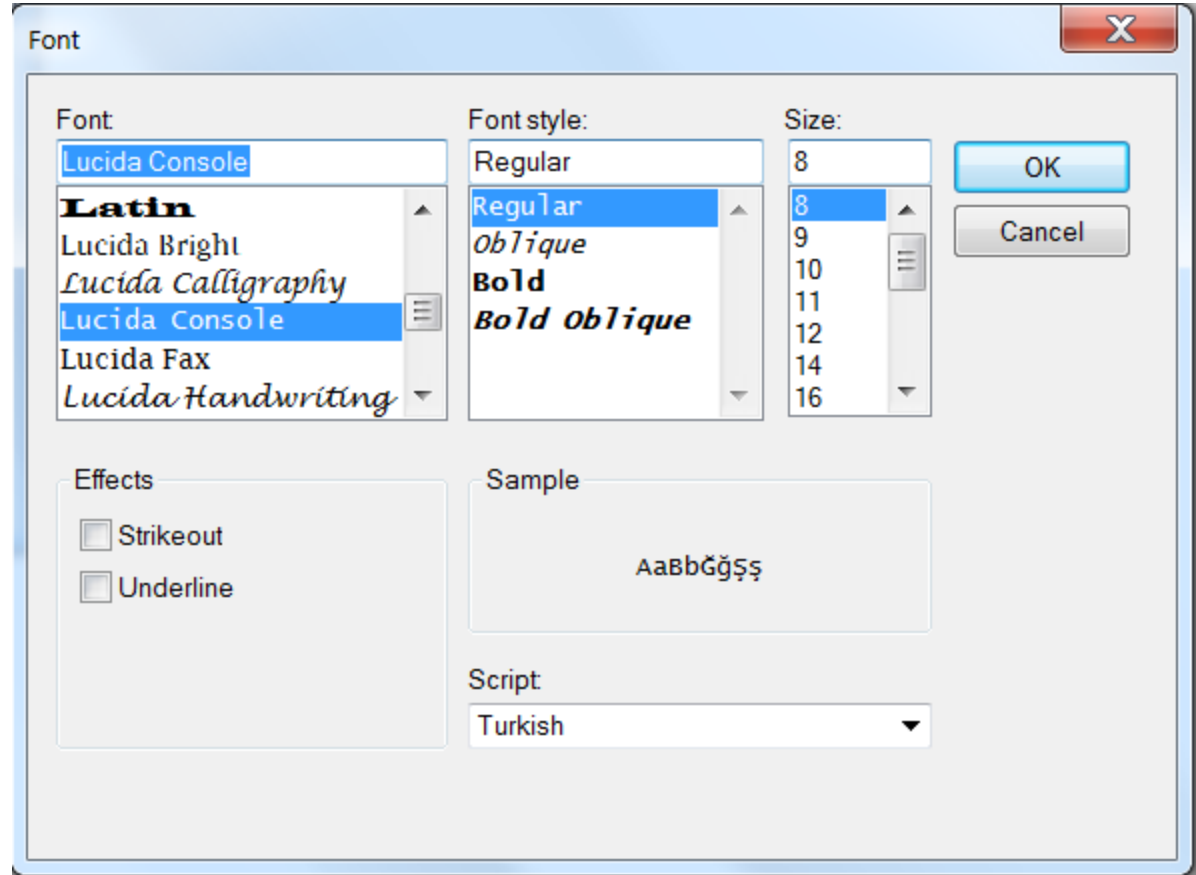 Font
Font:
Font style:
Size:
Lucida Console
Regular
8
OK
Latin
Lucida Bright
Lucida Calligraphy
Lucida Console
Lucida Fax
Lucida Handwriting
Regular
Oblique
Bold
Bold Oblique
8
9
10
11
12
14
16
Cancel
Effects
Strikeout
Underline
Sample
AaBbĞğŞş
Script:
Turkish